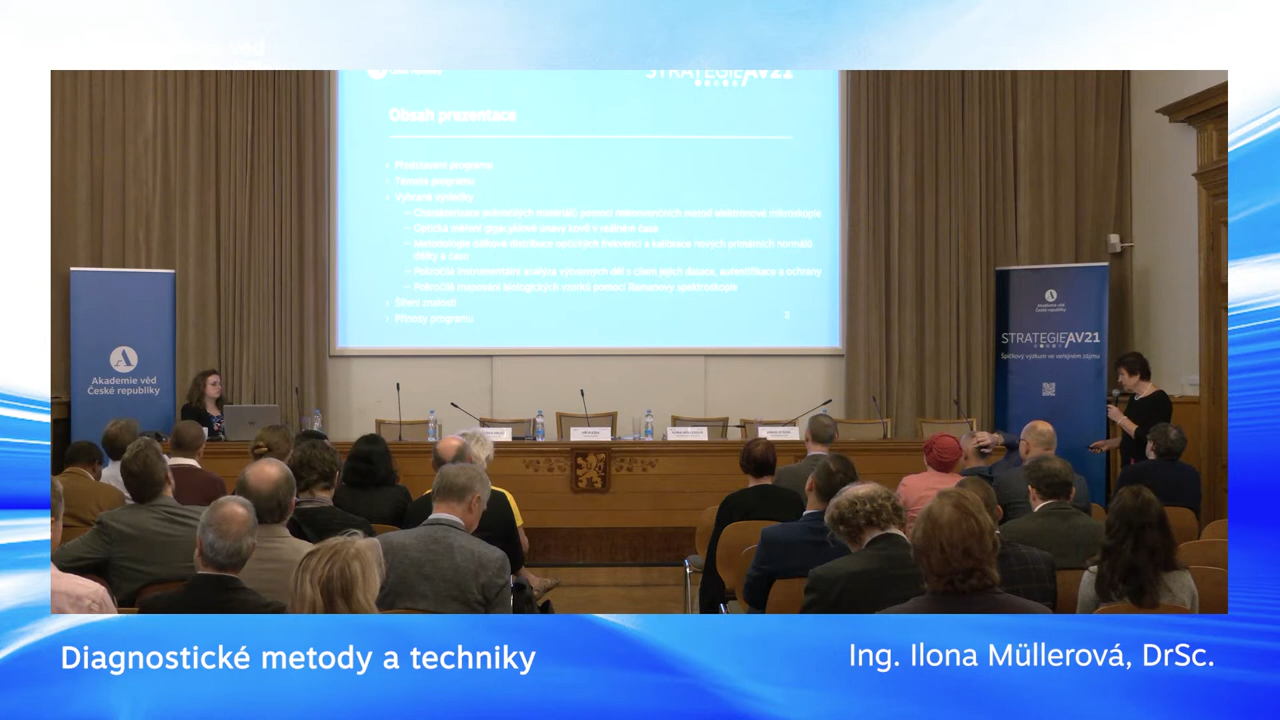 věd
České republiky
STRATEGIE AV21
Obsah prezentace
Představení programu
Témata programu
Vybrané výsledky
– Charakterizace pokročilých materiálů pomocí nekonvenčních metod elektronové mikroskopie
– Optická měření gigacyklové únavy kovů v reálném čase
– Metodologie dálkové distribuce optických frekvencí a kalibrace nových primárních normálů
délky a času
– Pokročilá instrumentální analýza výtvarných děl s cílem jejich datace, autentifikace a ochrany
– Pokročilé mapování biologických vzorků pomocí Ramanovy spektroskopie
Šíření znalostí
Přínosy programu
2
Akademie věd
České republiky
Akademie věd
České republiky
STRATEGIE AV21
Špičkový výzkum ve veřejném zájmu
Diagnostické metody a techniky
Ing. Ilona Müllerová, DrSc.